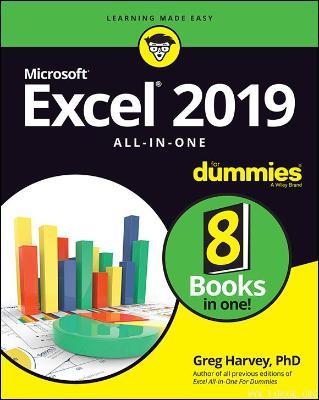 LEARNING MADE EASY
Microsoft®
Excel® 2019
ALL-IN-ONE
for
dummies®
A Wiley Brand
8
Books
in one!
Greg Harvey, PhD
Author of all previous editions of
Excel All-in-One For Dummies